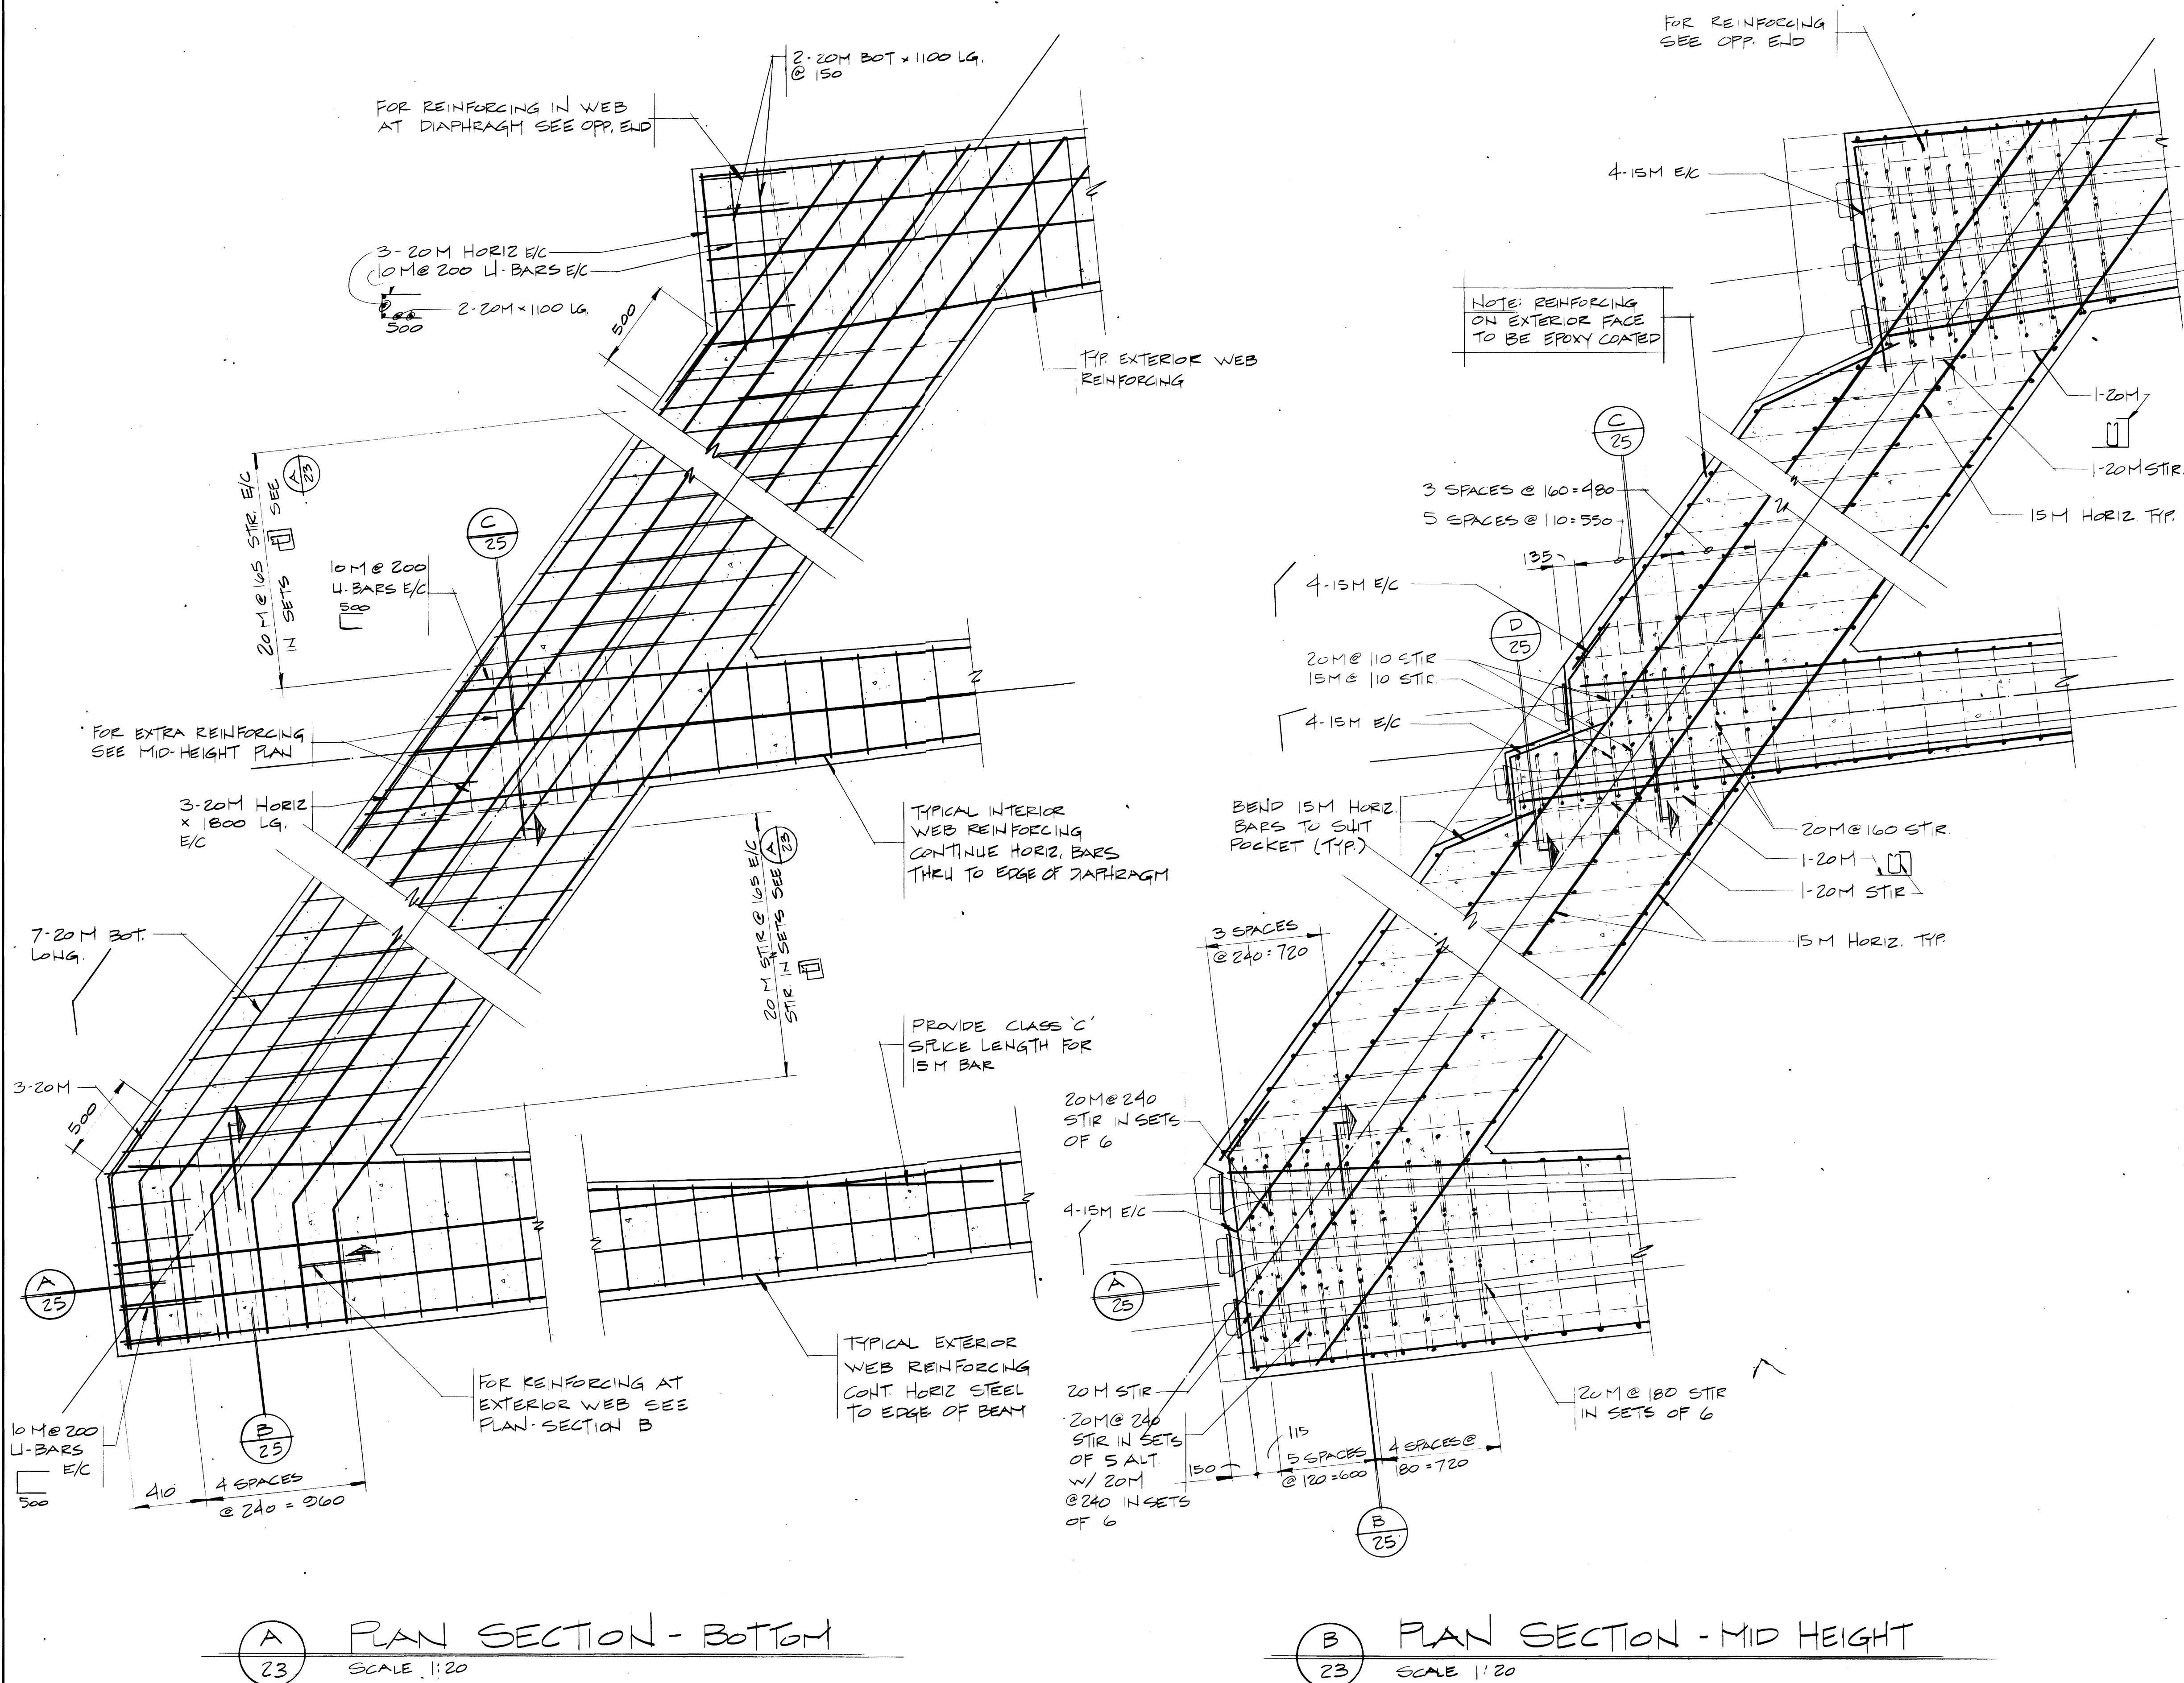 2-20M BOT x 1100 LG.
@ 150
FOR REINFORCING IN WEB
AT DIAPHRAGM SEE OPP. END
3-20M HORIZ E/C
10M@ 200 U-BARS E/C
2-20M x 1100 LG
500
500
TYP. EXTERIOR WEB
REINFORCING
20M @ 165 STIR. E/C
IN SETS SEE
A
23
C
25
10M @ 200
U-BARS E/C
500
FOR EXTRA REINFORCING
SEE MID-HEIGHT PLAN
3-20M HORIZ
x 1800 LG.
E/C
TYPICAL INTERIOR
WEB REINFORCING
CONTINUE HORIZ. BARS
THRU TO EDGE OF DAPHRAGM
20M STIR @ 165 E/C
STIR. IN SETS SEE
A
23
7-20M BOT.
LONG.
3-20M
500
PROVIDE CLASS 'C'
SPLICE LENGTH FOR
15M BAR
A
25
10M@200
U-BARS
E/C
500
410
4 SPACES
@ 240 = 960
B
25
FOR REINFORCING AT
EXTERIOR WEB SEE
PLAN-SECTION B
TYPICAL EXTERIOR
WEB REINFORCING
CONT. HORIZ STEEL
TO EDGE OF BEAM
A
23
PLAN SECTION - BOTTOM
SCALE 1:20
FOR REINFORCING
SEE OPP. END
4-15M E/C
NOTE: REINFORCING
ON EXTERIOR FACE
TO BE EPOXY COATED
1-20M
1-20M STIR.
15M HORIZ. TYP.
C
25
3 SPACES @ 160=480
5 SPACES @ 110=550
135
4-15M E/C
D
25
20M@ 110 STIR
15M@ 110 STIR.
4-15M E/C
BEND 15M HORIZ.
BARS TO SUIT
POCKET (TYP.)
20M@160 STIR.
1-20M
1-20M STIR
15M HORIZ. TYP.
3 SPACES
@ 240=720
20M@240
STIR IN SETS
OF 6
4-15M E/C
A
25
20M STIR
20M@ 240
STIR IN SETS
OF 5 ALT
W/ 20M
@240 IN SETS
OF 6
150
115
5 SPACES
@ 120=600
4 SPACES@
180=720
20M@180 STIR
IN SETS OF 6
B
25
B
23
PLAN SECTION - MID HEIGHT
SCALE 1:20